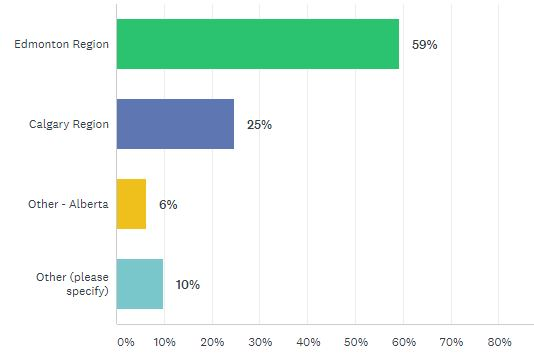 Edmonton Region
59%
Calgary Region
25%
Other - Alberta
6%
Other (please
specify)
10%
0% 10% 20% 30% 40% 50% 60% 70% 80%